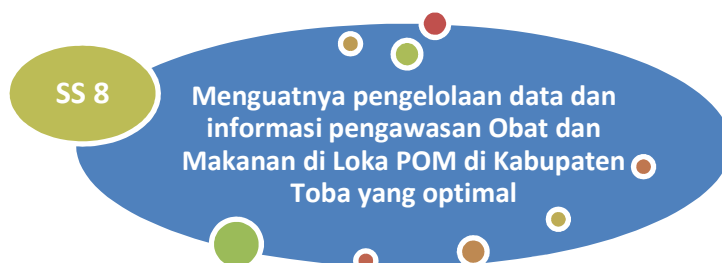 SS 8
Menguatnya pengelolaan data dan
informasi pengawasan Obat dan
Makanan di Loka POM di Kabupaten
Toba yang optimal